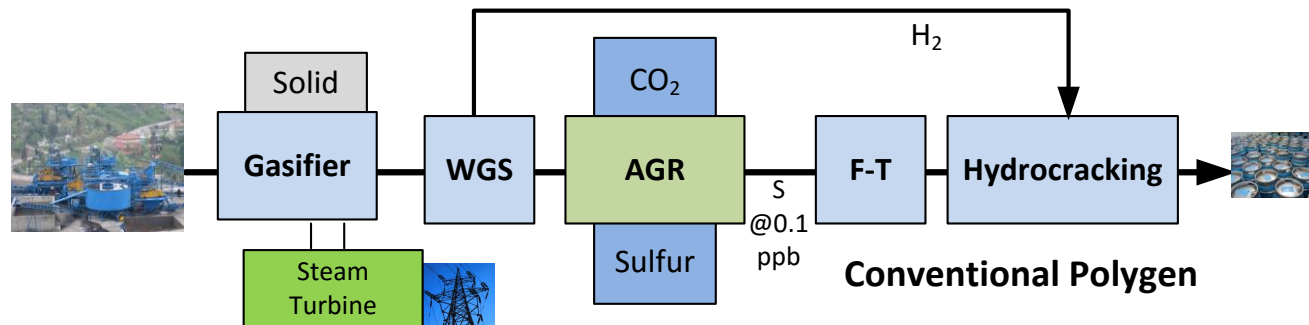 H₂
Solid
CO₂
Gasifier
WGS
AGR
F-T
Hydrocracking
S
@0.1
ppb
Sulfur
Steam
Turbine
Conventional Polygen